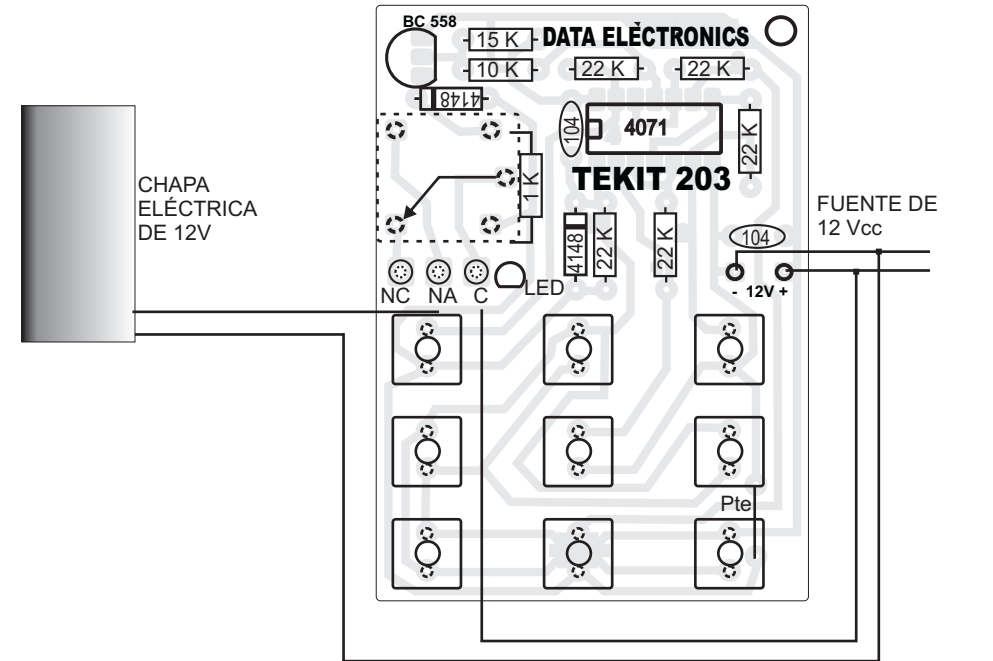 BC 558
15 K
DATA ELÉCTRONICS
10 K
22 K
22 K
4148
104
4071
22 K
CHAPA
ELÉCTRICA
DE 12V
1 K
TEKIT 203
FUENTE DE
12 Vcc
4148
22 K
22 K
104
NC
NA
C
LED
- 12V +
Pte